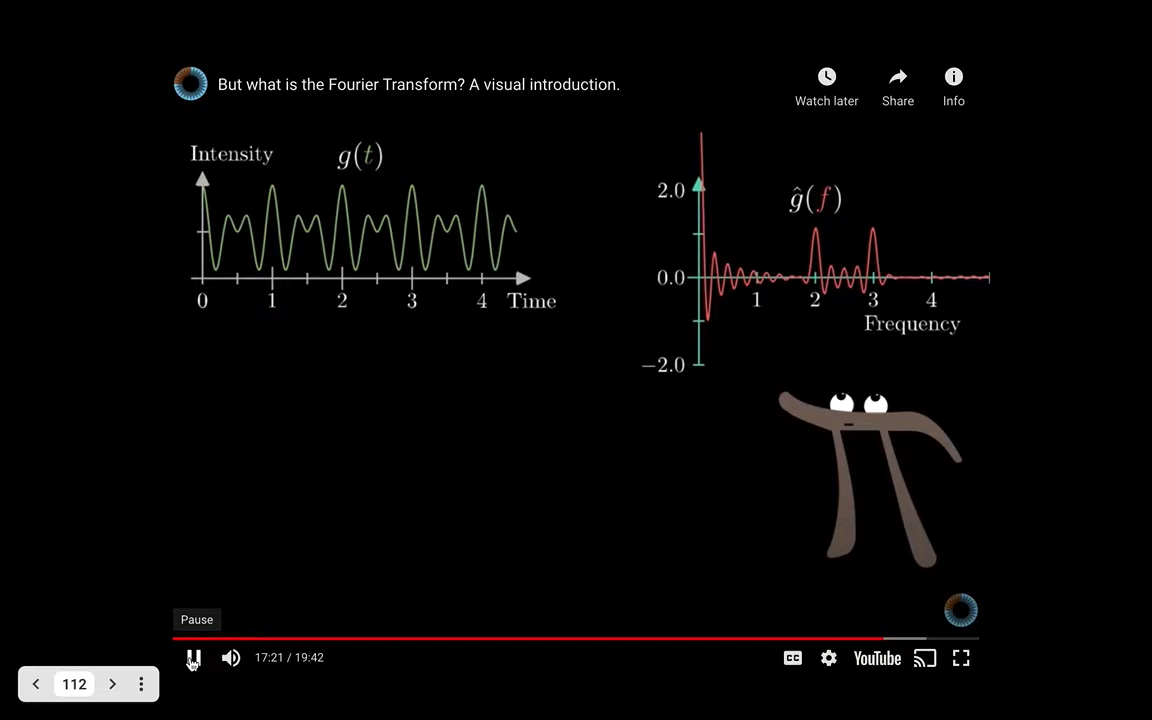 But what is the Fourier Transform? A visual introduction.
Watch later
Share
Info
Intensity
g(t)
0
1
2
3
4
Time
2.0
ĝ(f)
0.0
1
2
3
4
Frequency
−2.0
Pause
17:21 / 19:42
CC
YouTube
112